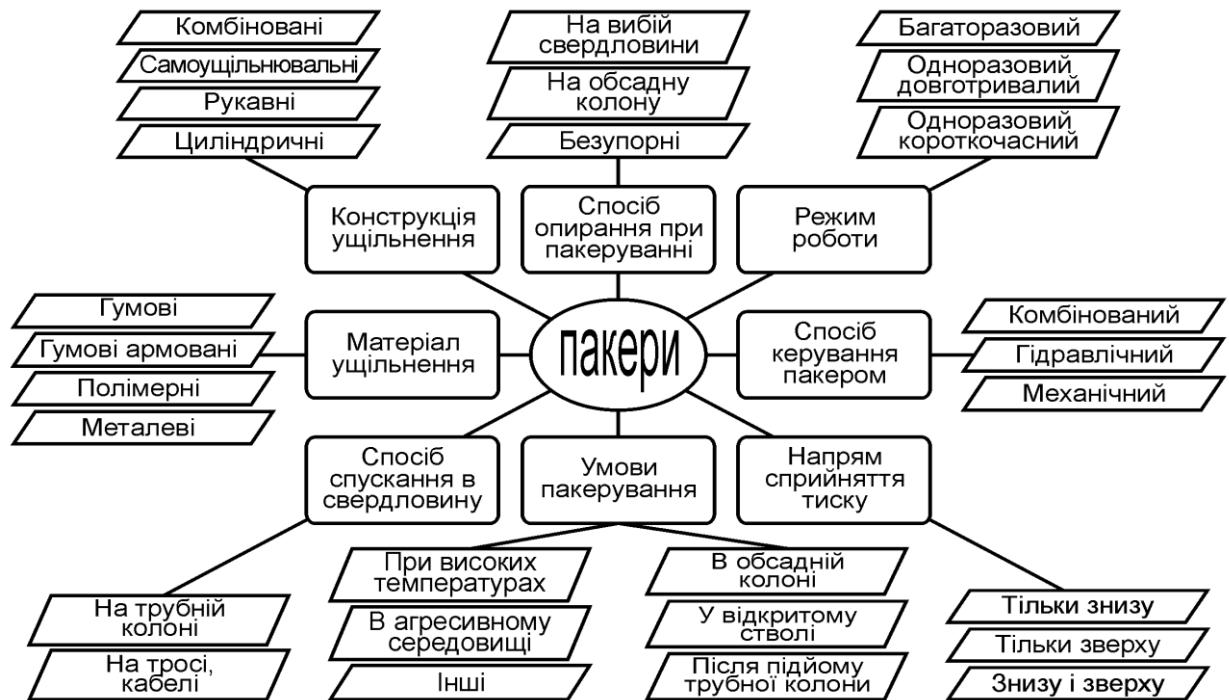 Комбіновані
Самоущільнювальні
Рукавні
Циліндричні
На вибій
свердловини
На обсадну
колону
Безупорні
Багаторазовий
Одноразовий
довготривалий
Одноразовий
короткочасний
Конструкція
ущільнення
Спосіб
опирання при
пакеруванні
Режим
роботи
Гумові
Гумові армовані
Полімерні
Металеві
Матеріал
ущільнення
пакери
Спосіб
керування
пакером
Комбінований
Гідравлічний
Механічний
Спосіб
спускання в
свердловину
Умови
пакерування
Напрям
сприйняття
тиску
На трубній
колоні
На тросі,
кабелі
При високих
температурах
В агресивному
середовищі
Інші
В обсадній
колоні
У відкритому
стволі
Після підйому
трубної колони
Тільки знизу
Тільки зверху
Знизу і зверху